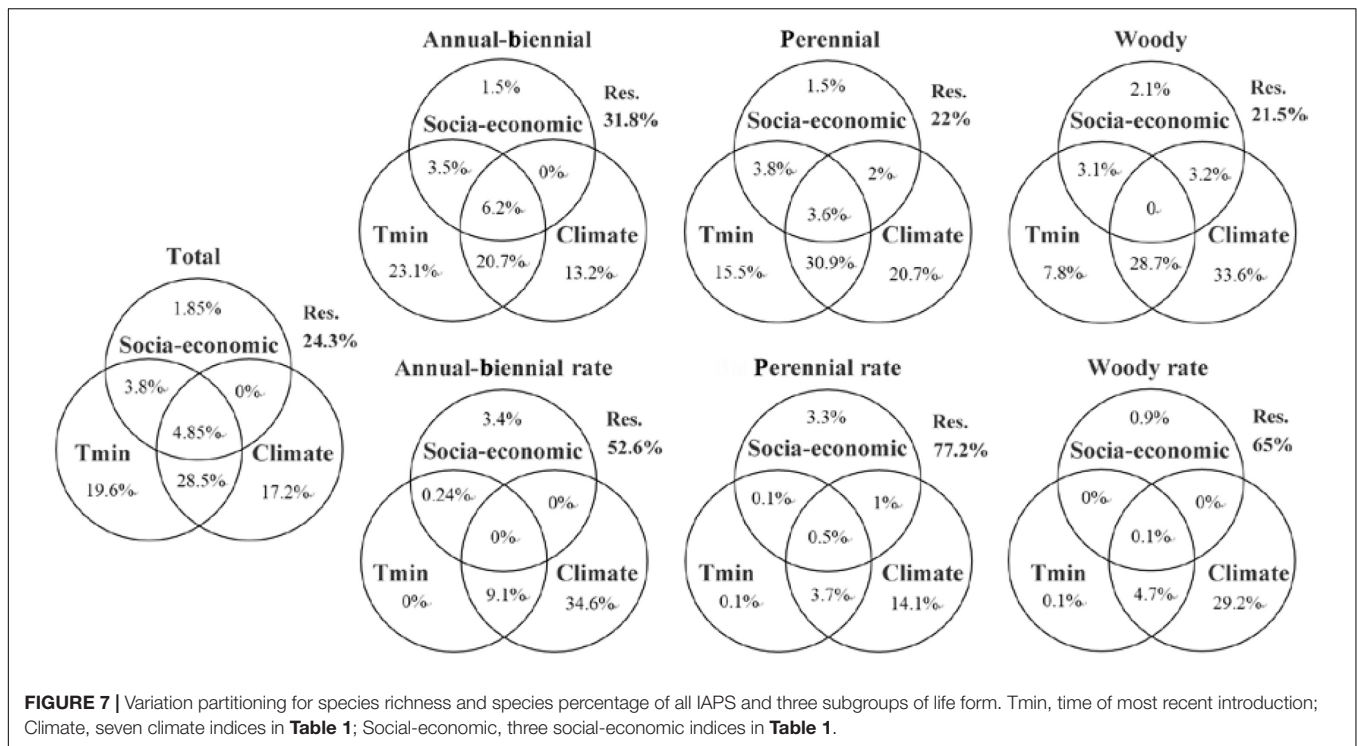 Total
1.85%
Res.
24.3%
Socia-economic
3.8%
0%
4.85%
Tmin
Climate
19.6%
28.5%
17.2%
Annual-biennial
1.5%
Res.
31.8%
Socia-economic
3.5%
0%
6.2%
Tmin
Climate
23.1%
20.7%
13.2%
Perennial
1.5%
Res.
22%
Socia-economic
3.8%
2%
3.6%
Tmin
Climate
15.5%
30.9%
20.7%
Woody
2.1%
Res.
21.5%
Socia-economic
3.1%
3.2%
0
Tmin
Climate
7.8%
28.7%
33.6%
Annual-biennial rate
3.4%
Res.
52.6%
Socia-economic
0.24%
0%
0%
Tmin
Climate
0%
9.1%
34.6%
Perennial rate
3.3%
Res.
77.2%
Socia-economic
0.1%
1%
0.5%
Tmin
Climate
0.1%
3.7%
14.1%
Woody rate
0.9%
Res.
65%
Socia-economic
0%
0%
0.1%
Tmin
Climate
0.1%
4.7%
29.2%
FIGURE 7 | Variation partitioning for species richness and species percentage of all IAPS and three subgroups of life form. Tmin, time of most recent introduction;
Climate, seven climate indices in Table 1; Social-economic, three social-economic indices in Table 1.